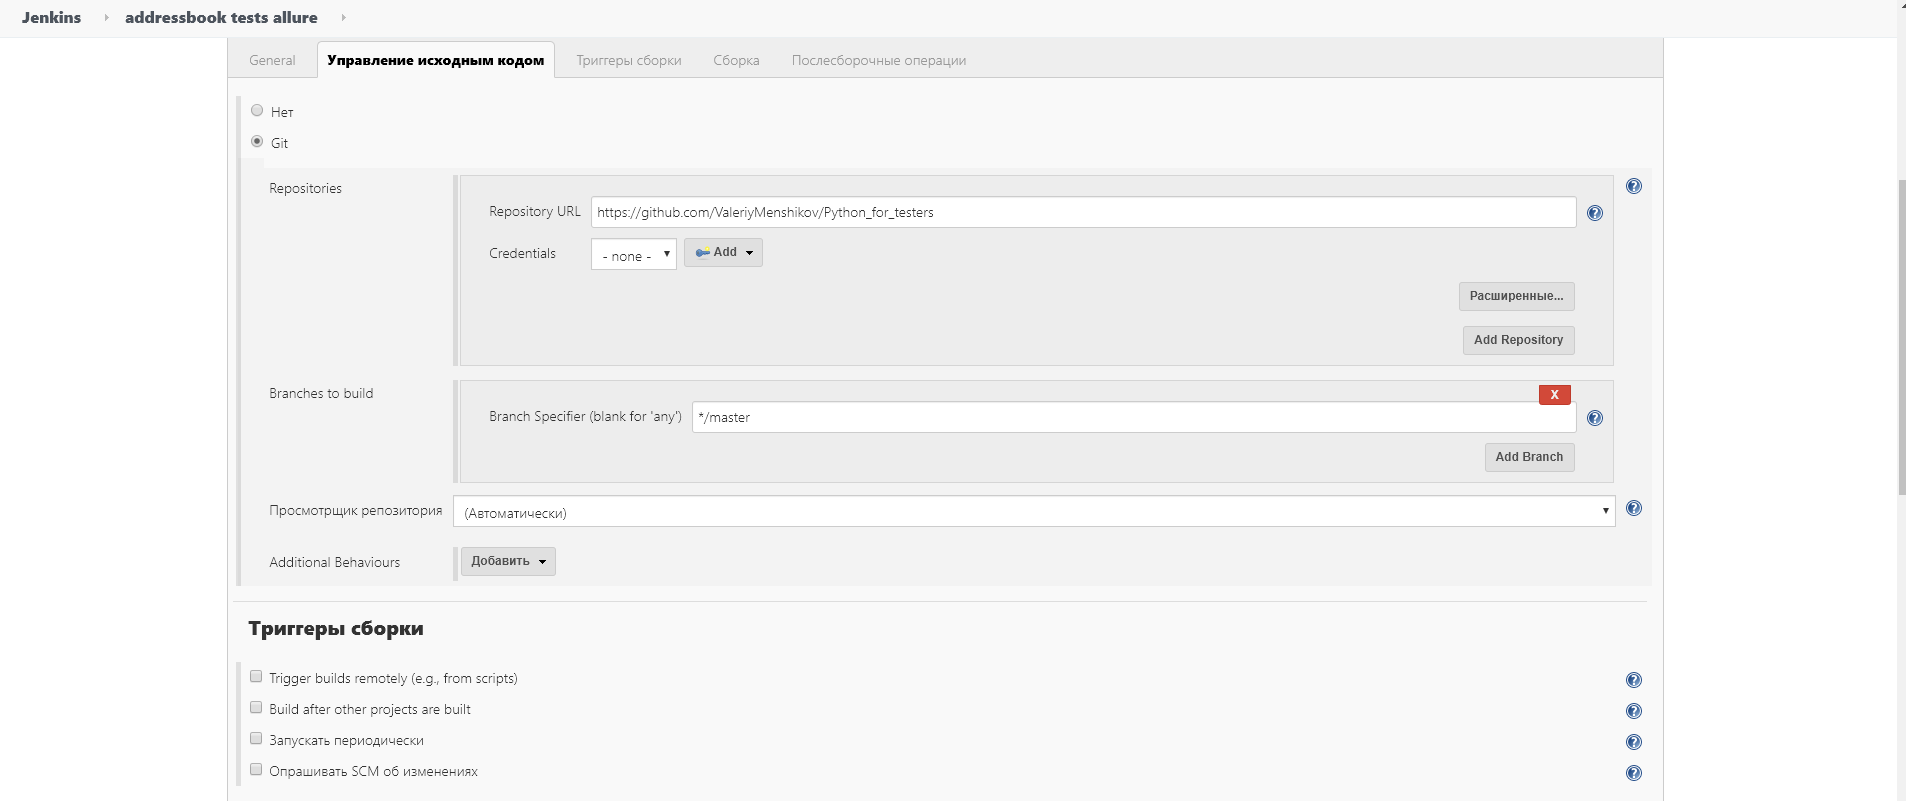 Jenkins addressbook tests allure
General Управление исходным кодом Триггеры сборки Сборка Послесборочные операции
Нет
Git
Repositories
Repository URL https://github.com/ValeriyMenshikov/Python_for_testers
Credentials - none - Add
Расширенные...
Add Repository
Branches to build
X
Branch Specifier (blank for 'any') */master
Add Branch
Просмотрщик репозитория (Автоматически)
Additional Behaviours Добавить
Триггеры сборки
Trigger builds remotely (e.g., from scripts)
Build after other projects are built
Запускать периодически
Опрашивать SCM об изменениях